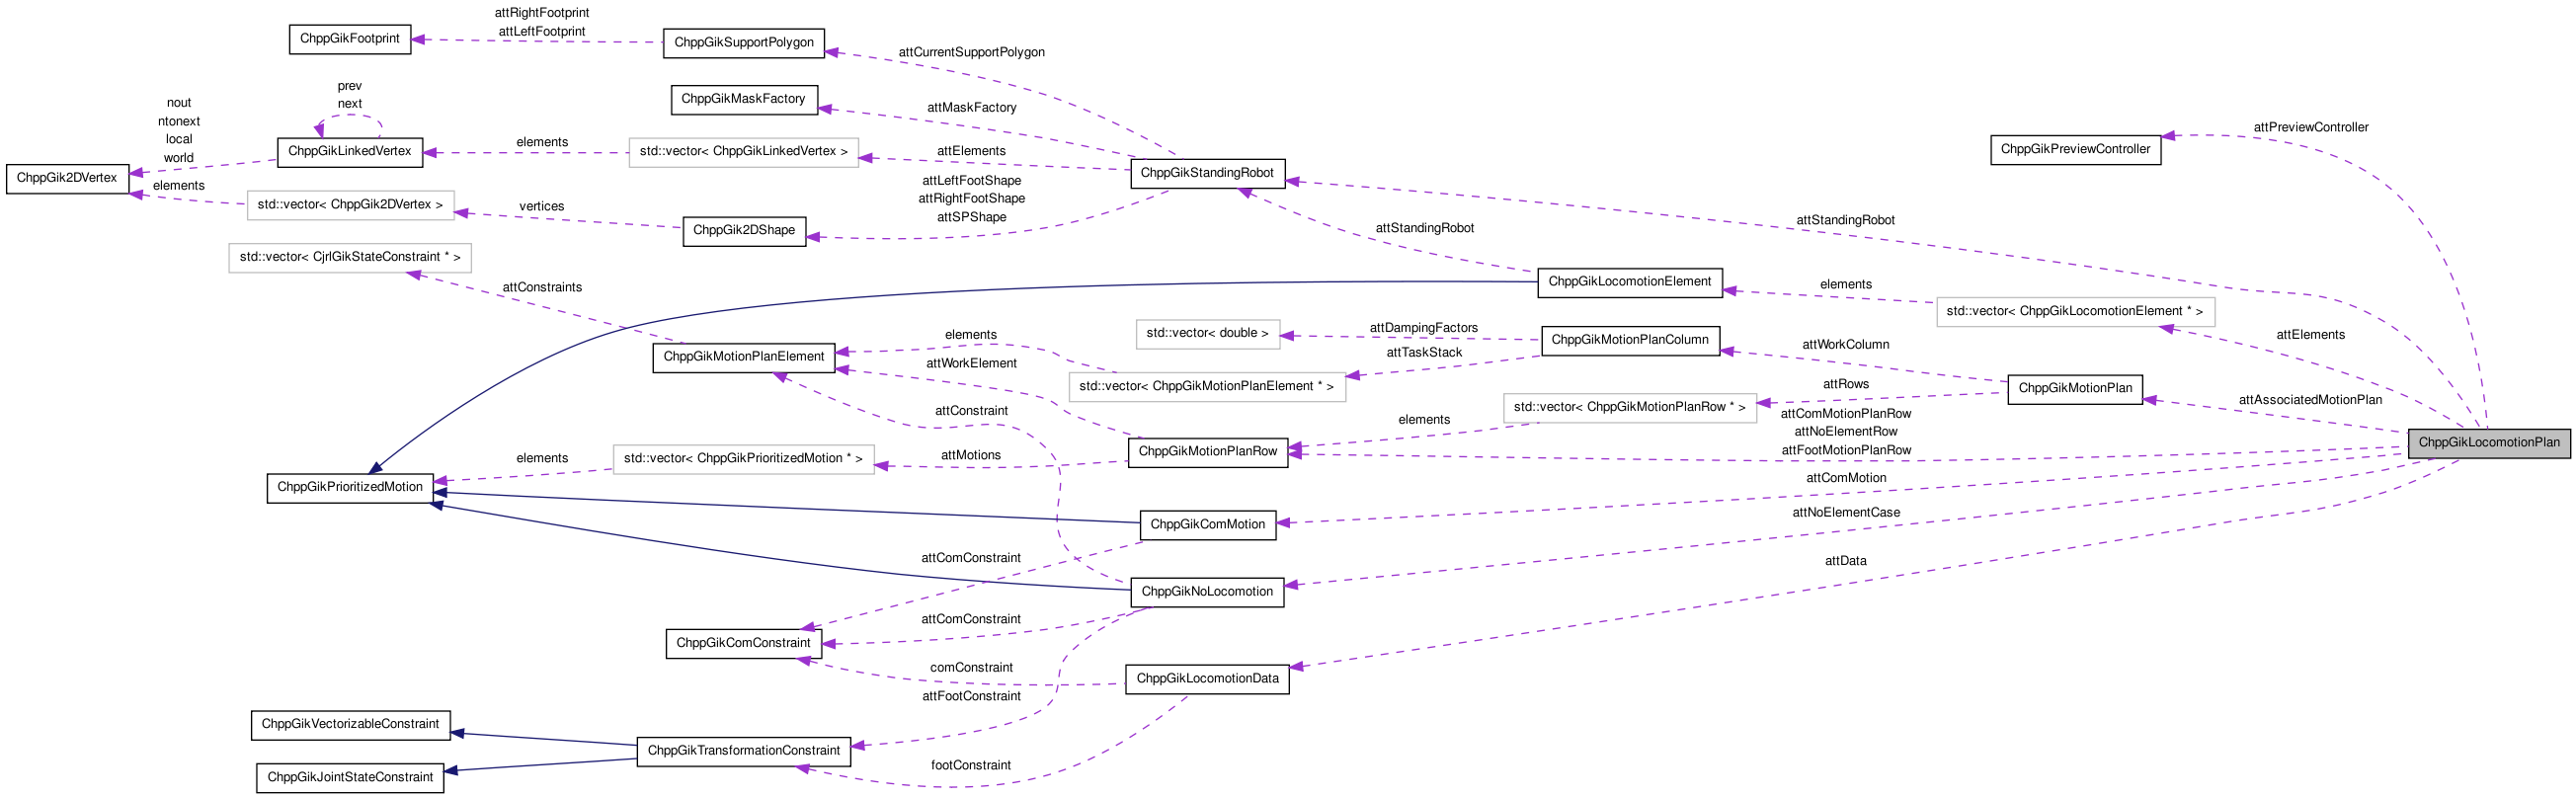 attRightFootprint
attLeftFootprint
ChppGikFootprint
ChppGikSupportPolygon
attCurrentSupportPolygon
prev
next
ChppGikMaskFactory
attMaskFactory
nout
ntonext
local
world
ChppGikLinkedVertex
elements
std::vector< ChppGikLinkedVertex >
attElements
ChppGikStandingRobot
attPreviewController
ChppGikPreviewController
ChppGik2DVertex
elements
std::vector< ChppGik2DVertex >
vertices
ChppGik2DShape
attLeftFootShape
attRightFootShape
attSPShape
attStandingRobot
attStandingRobot
std::vector< CjrlGikStateConstraint * >
attConstraints
ChppGikLocomotionElement
elements
std::vector< ChppGikLocomotionElement * >
attElements
ChppGikMotionPlanElement
elements
attWorkElement
std::vector< double >
attDampingFactors
attTaskStack
ChppGikMotionPlanColumn
attWorkColumn
std::vector< ChppGikMotionPlanElement * >
ChppGikMotionPlan
attRows
attAssociatedMotionPlan
attConstraint
std::vector< ChppGikMotionPlanRow * >
elements
attComMotionPlanRow
attNoElementRow
attFootMotionPlanRow
ChppGikLocomotionPlan
ChppGikMotionPlanRow
attMotions
std::vector< ChppGikPrioritizedMotion * >
elements
ChppGikPrioritizedMotion
attComMotion
ChppGikComMotion
attNoElementCase
attComConstraint
attData
ChppGikNoLocomotion
attComConstraint
ChppGikComConstraint
comConstraint
ChppGikLocomotionData
attFootConstraint
ChppGikVectorizableConstraint
ChppGikTransformationConstraint
ChppGikJointStateConstraint
footConstraint